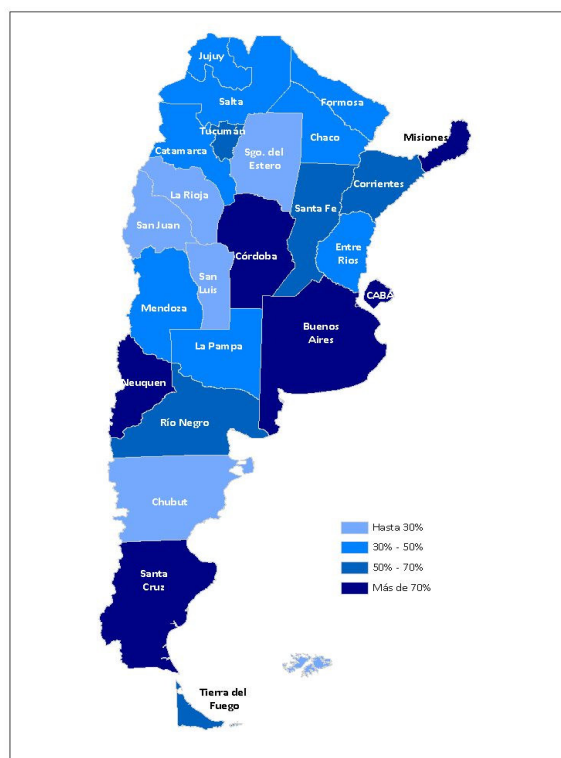 Jujuy
Salta
Formosa
Tucumán
Chaco
Misiones
Catamarca
Sgo. del
Estero
Corrientes
La Rioja
Santa Fe
San Juan
Entre
Rios
Córdoba
San
Luis
CABA
Mendoza
Buenos
Aires
La Pampa
Neuquen
Río Negro
Chubut
Hasta 30%
30% - 50%
50% - 70%
Más de 70%
Santa
Cruz
Tierra del
Fuego